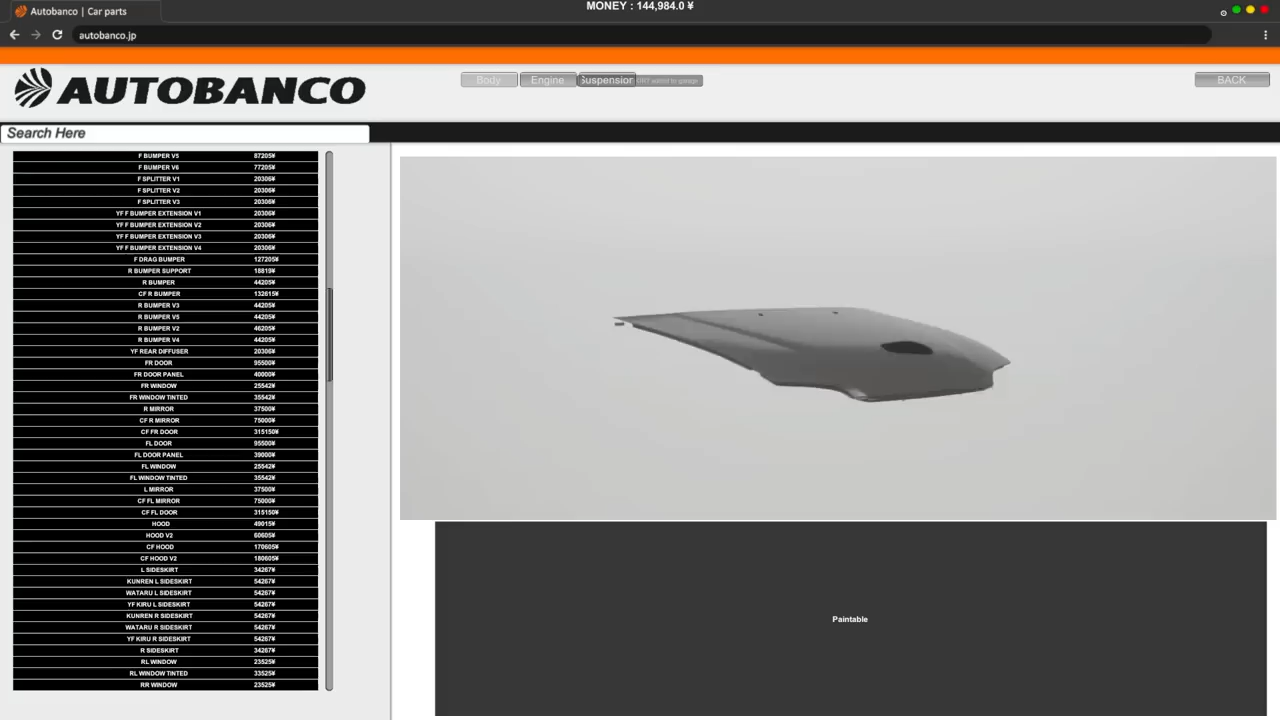 Autobanco | Car parts
MONEY : 144,984.0 ¥
autobanco.jp
AUTOBANCO
Body
Engine
Suspension
added to garage
BACK
Search Here
F BUMPER V5 87205¥
F BUMPER V6 77205¥
F SPLITTER V1 20306¥
F SPLITTER V2 20306¥
F SPLITTER V3 20306¥
YF F BUMPER EXTENSION V1 20306¥
YF F BUMPER EXTENSION V2 20306¥
YF F BUMPER EXTENSION V3 20306¥
YF F BUMPER EXTENSION V4 20306¥
F DRAG BUMPER 127205¥
R BUMPER SUPPORT 18819¥
R BUMPER 44205¥
CF R BUMPER 132615¥
R BUMPER V3 44205¥
R BUMPER V5 44205¥
R BUMPER V2 46205¥
R BUMPER V4 44205¥
YF REAR DIFFUSER 20306¥
FR DOOR 95500¥
FR DOOR PANEL 40000¥
FR WINDOW 25542¥
FR WINDOW TINTED 35542¥
R MIRROR 37500¥
CF R MIRROR 75000¥
CF FR DOOR 315150¥
FL DOOR 95500¥
FL DOOR PANEL 39000¥
FL WINDOW 25542¥
FL WINDOW TINTED 35542¥
L MIRROR 37500¥
CF FL MIRROR 75000¥
CF FL DOOR 315150¥
HOOD 49015¥
HOOD V2 60605¥
CF HOOD 170605¥
CF HOOD V2 180605¥
L SIDESKIRT 34267¥
KUNREN L SIDESKIRT 54267¥
WATARU L SIDESKIRT 54267¥
YF KIRU L SIDESKIRT 54267¥
KUNREN R SIDESKIRT 54267¥
WATARU R SIDESKIRT 54267¥
YF KIRU R SIDESKIRT 54267¥
R SIDESKIRT 34267¥
RL WINDOW 23525¥
RL WINDOW TINTED 33525¥
RR WINDOW 23525¥
Paintable